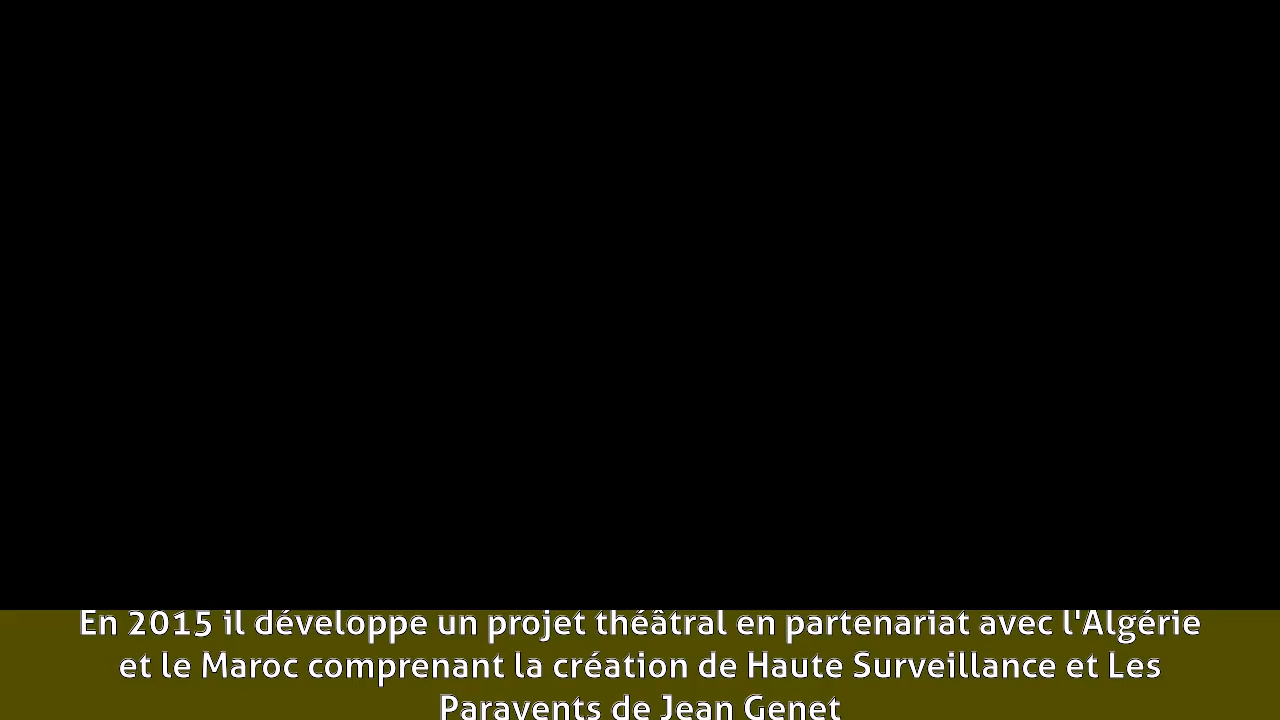 En 2015 il développe un projet théâtral en partenariat avec l'Algérie
et le Maroc comprenant la création de Haute Surveillance et Les
Paravents de Jean Genet